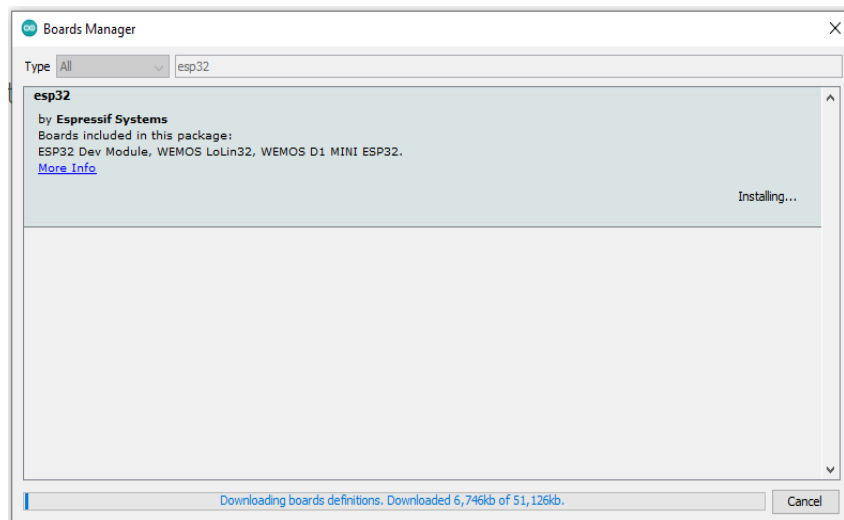 Boards Manager
Type All esp32
esp32
by Espressif Systems
Boards included in this package:
ESP32 Dev Module, WEMOS LoLin32, WEMOS D1 MINI ESP32.
More Info
Installing...
Downloading boards definitions. Downloaded 6,746kb of 51,126kb.
Cancel